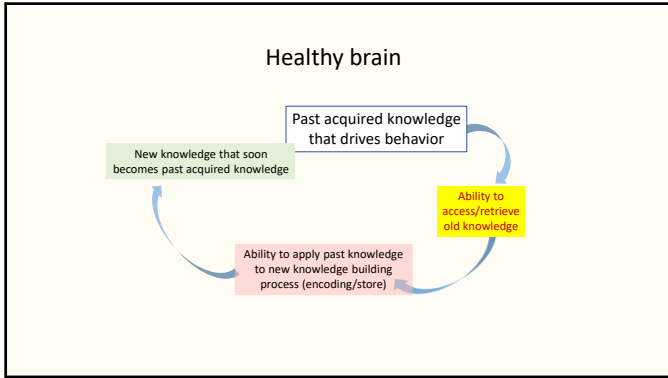 Healthy brain
Past acquired knowledge
that drives behavior
New knowledge that soon
becomes past acquired knowledge
Ability to
access/retrieve
old knowledge
Ability to apply past knowledge
to new knowledge building
process (encoding/store)